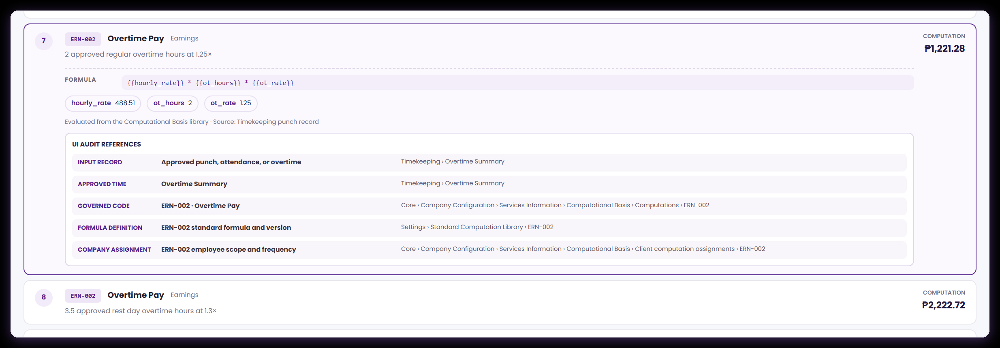 7 ERN-002 Overtime Pay Earnings COMPUTATION
2 approved regular overtime hours at 1.25× ₱1,221.28
FORMULA {{hourly_rate}} * {{ot_hours}} * {{ot_rate}}
hourly_rate 488.51 ot_hours 2 ot_rate 1.25
Evaluated from the Computational Basis library · Source: Timekeeping punch record
UI AUDIT REFERENCES
INPUT RECORD Approved punch, attendance, or overtime Timekeeping › Overtime Summary
APPROVED TIME Overtime Summary Timekeeping › Overtime Summary
GOVERNED CODE ERN-002 · Overtime Pay Core › Company Configuration › Services Information › Computational Basis › Computations › ERN-002
FORMULA DEFINITION ERN-002 standard formula and version Settings › Standard Computation Library › ERN-002
COMPANY ASSIGNMENT ERN-002 employee scope and frequency Core › Company Configuration › Services Information › Computational Basis › Client computation assignments › ERN-002
8 ERN-002 Overtime Pay Earnings COMPUTATION
3.5 approved rest day overtime hours at 1.3× ₱2,222.72